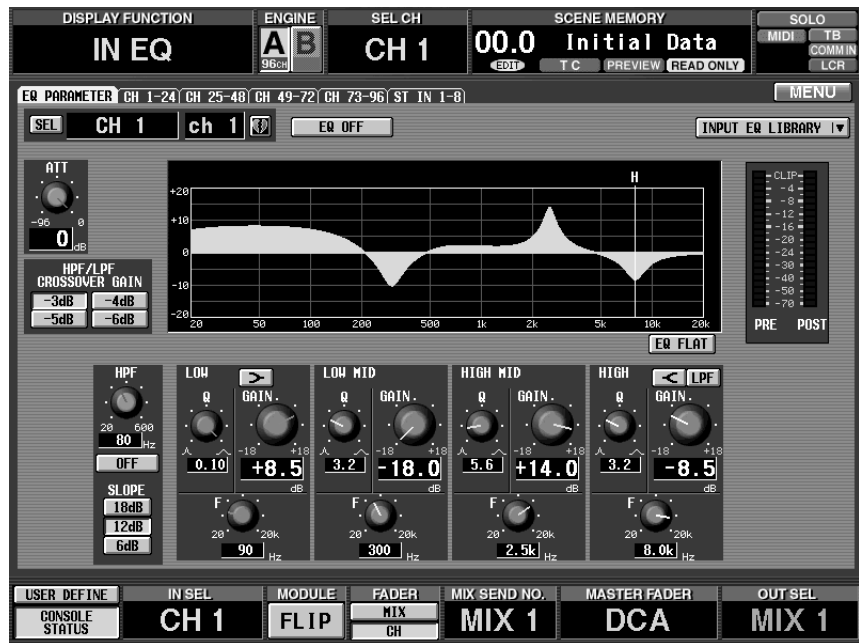 DISPLAY FUNCTION ENGINE SEL CH SCENE MEMORY SOLO
IN EQ A B CH 1 00.0 Initial Data MIDI TB
96CH EDIT TC PREVIEW READ ONLY COMM IN
LCR
EQ PARAMETER CH 1-24 CH 25-48 CH 49-72 CH 73-96 ST IN 1-8 MENU
SEL CH 1 ch 1 EQ OFF INPUT EQ LIBRARY
ATT
-96 0
0 dB
HPF/LPF
CROSSOVER GAIN
-3dB -4dB
-5dB -6dB
H
+20
+10
0
-10
-20
20 50 100 200 500 1k 2k 5k 10k 20k
EQ FLAT
CLIP
-4
-8
-12
-16
-20
-24
-30
-40
-50
-70
PRE POST
HPF
20 600
80 Hz
OFF
SLOPE
18dB
12dB
6dB
LOW
Q GAIN
-18 +18
0.10 +8.5
dB
F
20 20k
90 Hz
LOW MID
Q GAIN
-18 +18
3.2 -18.0
dB
F
20 20k
300 Hz
HIGH MID
Q GAIN
-18 +18
5.6 +14.0
dB
F
20 20k
2.5k Hz
HIGH LPF
Q GAIN
-18 +18
3.2 -8.5
dB
F
20 20k
8.0k Hz
USER DEFINE IN SEL MODULE FADER MIX SEND NO. MASTER FADER OUT SEL
CONSOLE STATUS CH 1 FLIP MIX CH MIX 1 DCA MIX 1